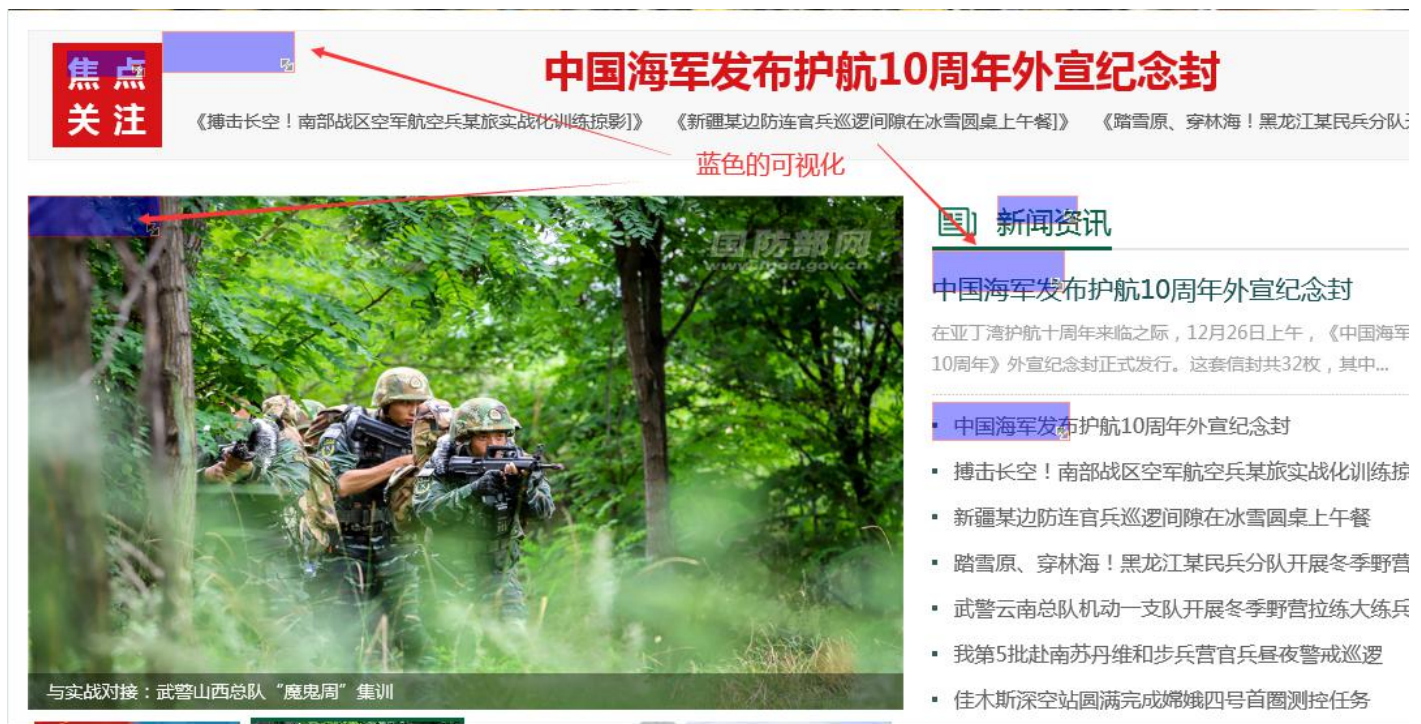 焦点
关注
中国海军发布护航10周年外宣纪念封
《搏击长空！南部战区空军航空兵某旅实战化训练掠影]》 《新疆某边防连官兵巡逻间隙在冰雪圆桌上午餐]》 《踏雪原、穿林海！黑龙江某民兵分队
蓝色的可视化
国防部网
www.mod.gov.cn
与实战对接：武警山西总队“魔鬼周”集训
新闻资讯
中国海军发布护航10周年外宣纪念封
在亚丁湾护航十周年来临之际，12月26日上午，《中国海军
10周年》外宣纪念封正式发行。这套信封共32枚，其中...
中国海军发布护航10周年外宣纪念封
搏击长空！南部战区空军航空兵某旅实战化训练掠
新疆某边防连官兵巡逻间隙在冰雪圆桌上午餐
踏雪原、穿林海！黑龙江某民兵分队开展冬季野营
武警云南总队机动一支队开展冬季野营拉练大练兵
我第5批赴南苏丹维和步兵营官兵昼夜警戒巡逻
佳木斯深空站圆满完成嫦娥四号首圈测控任务